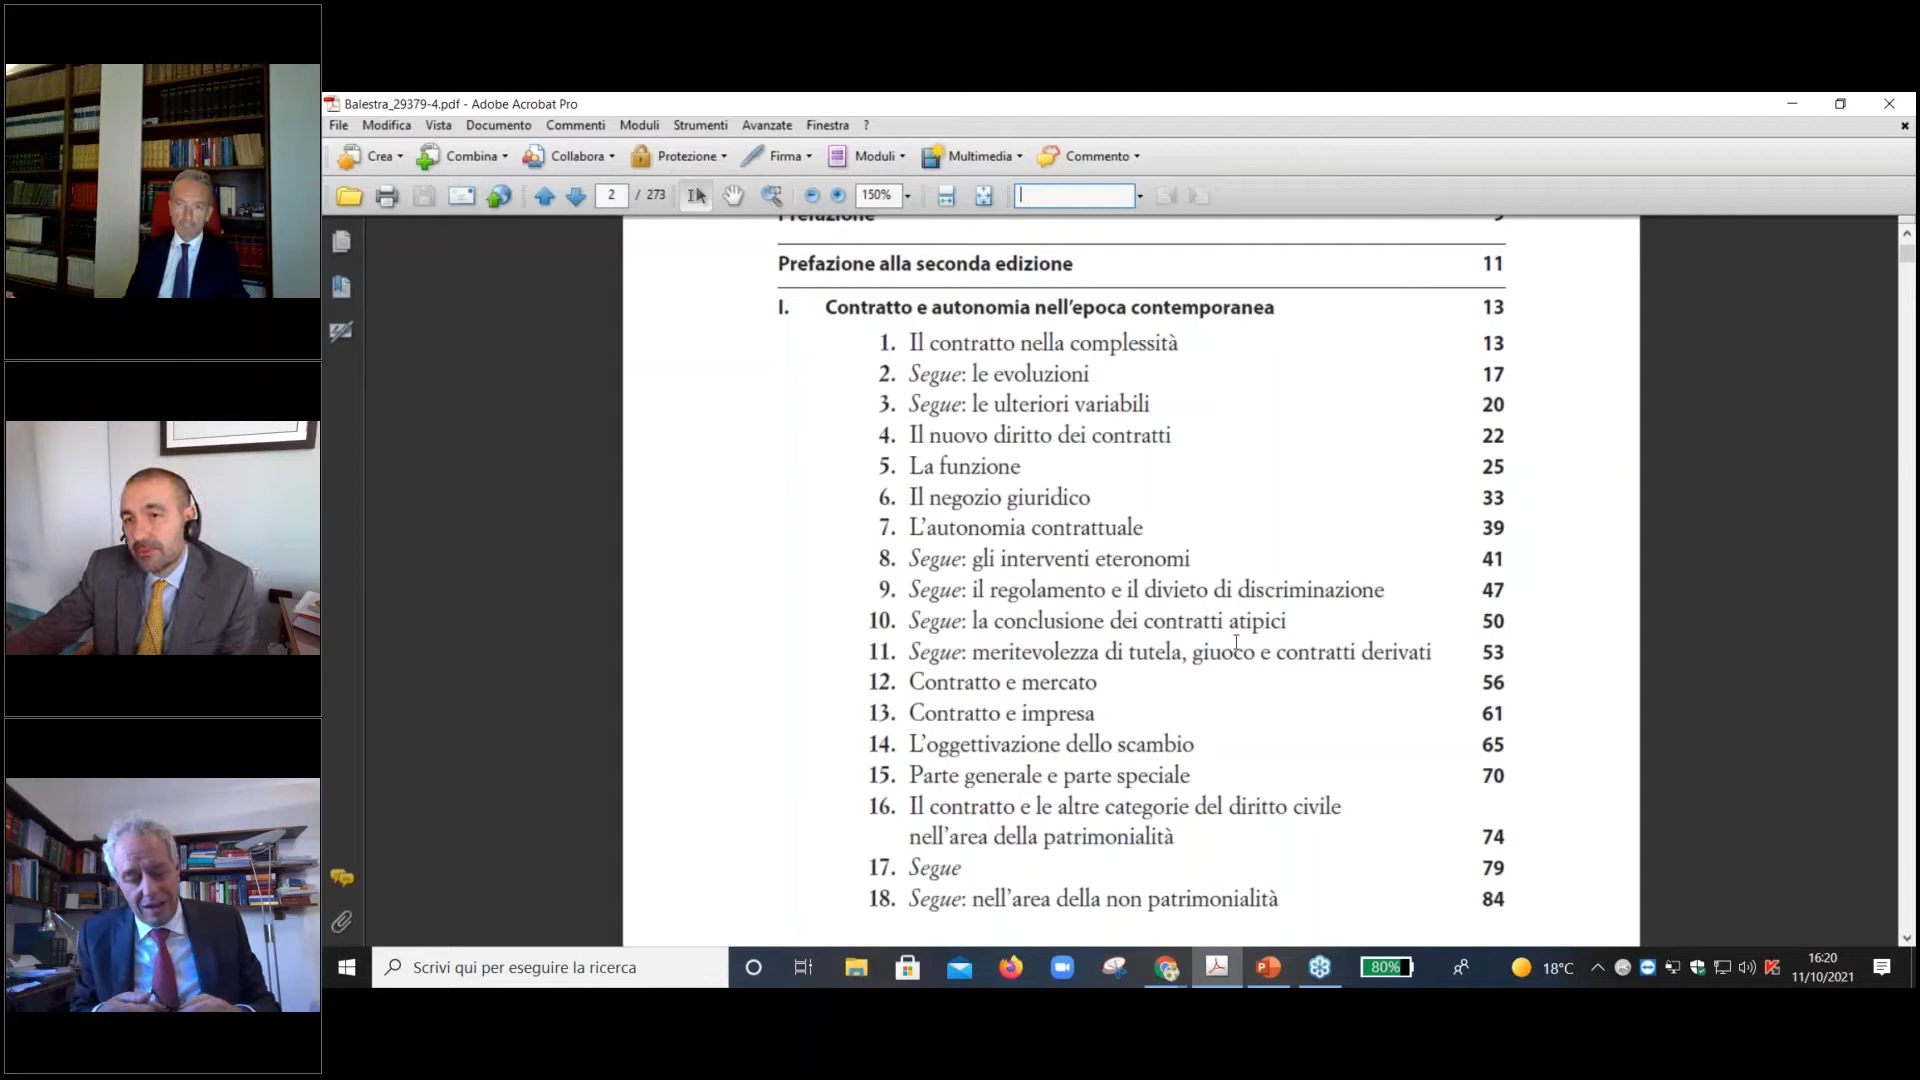 Balestra_29379-4.pdf - Adobe Acrobat Pro
File Modifica Vista Documento Commenti Moduli Strumenti Avanzate Finestra ?
Crea Combina Collabora Protezione Firma Moduli Multimedia Commento
2 / 273 150%
Prefazione 9
Prefazione alla seconda edizione 11
I. Contratto e autonomia nell'epoca contemporanea 13
1. Il contratto nella complessità 13
2. Segue: le evoluzioni 17
3. Segue: le ulteriori variabili 20
4. Il nuovo diritto dei contratti 22
5. La funzione 25
6. Il negozio giuridico 33
7. L'autonomia contrattuale 39
8. Segue: gli interventi eteronomi 41
9. Segue: il regolamento e il divieto di discriminazione 47
10. Segue: la conclusione dei contratti atipici 50
11. Segue: meritevolezza di tutela, giuoco e contratti derivati 53
12. Contratto e mercato 56
13. Contratto e impresa 61
14. L'oggettivazione dello scambio 65
15. Parte generale e parte speciale 70
16. Il contratto e le altre categorie del diritto civile
nell'area della patrimonialità 74
17. Segue 79
18. Segue: nell'area della non patrimonialità 84
Scrivi qui per eseguire la ricerca
80%
18°C
16:20
11/10/2021